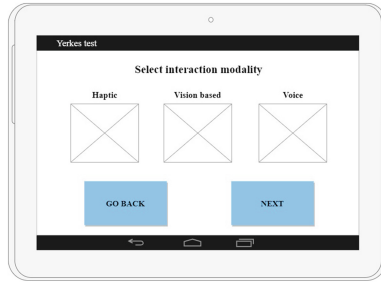 Yerkes test
Select interaction modality
Haptic Vision based Voice
GO BACK NEXT